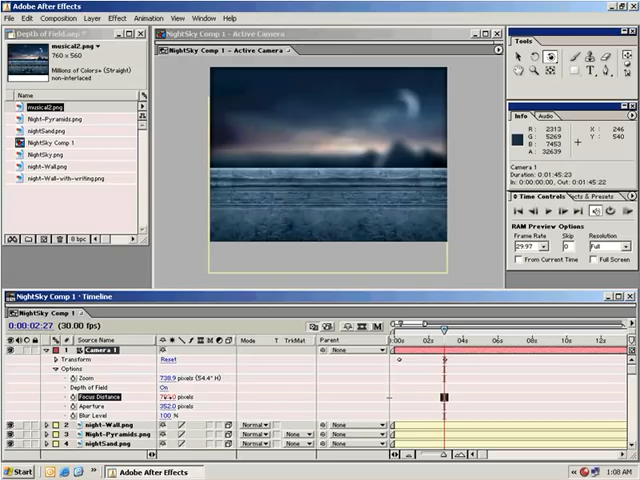 Adobe After Effects
File Edit Composition Layer Effect Animation View Window Help
musical2.png
760 x 560
Millions of Colors+ (Straight)
non-interlaced
Name
musical2.png
Night-Pyramids.png
nightSand.png
NightSky Comp 1
NightSky.png
night-Wall.png
night-Wall-with-writing.png
8 bpc
NightSky Comp 1 - Active Camera
NightSky Comp 1 - Active Camera
Tools
Info Audio
R : 2313
G : 5269
B : 7453
A : 32639
X : 246
Y : 540
Camera 1
Duration: 0:01:45:23
In: 0:00:00:00, Out: 0:01:45:22
Time Controls
RAM Preview Options
Frame Rate Skip Resolution
29.97 0 Full
From Current Time Full Screen
NightSky Comp 1 : Timeline
NightSky Comp 1
0:00:02:27 (30.00 fps)
# Source Name Mode T TrkMat Parent
:00s 02s 04s 06s 08s 10s 12s
1 Camera 1 None
Transform Reset
Options
Zoom 738.9 pixels (54.4° H)
Depth of Field On
Focus Distance pixels
Aperture 352.0 pixels
Blur Level 100 %
2 night-Wall.png Normal None
3 Night-Pyramids.png Normal None None
4 nightSand.png Normal None None
Start
Adobe After Effects
1:08 AM